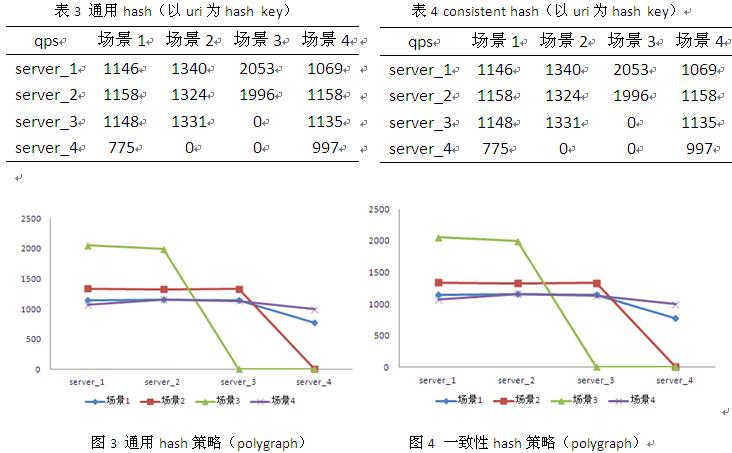 表 3 通用 hash（以 uri 为 hash key）
qps 场景 1 场景 2 场景 3 场景 4
server_1 1146 1340 2053 1069
server_2 1158 1324 1996 1158
server_3 1148 1331 0 1135
server_4 775 0 0 997
表 4 consistent hash（以 uri 为 hash key）
qps 场景 1 场景 2 场景 3 场景 4
server_1 1146 1340 2053 1069
server_2 1158 1324 1996 1158
server_3 1148 1331 0 1135
server_4 775 0 0 997
2500
2000
1500
1000
500
0
server_1 server_2 server_3 server_4
场景1 场景2 场景3 场景4
图 3 通用 hash 策略（polygraph）
2500
2000
1500
1000
500
0
server_1 server_2 server_3 server_4
场景1 场景2 场景3 场景4
图 4 一致性 hash 策略（polygraph）